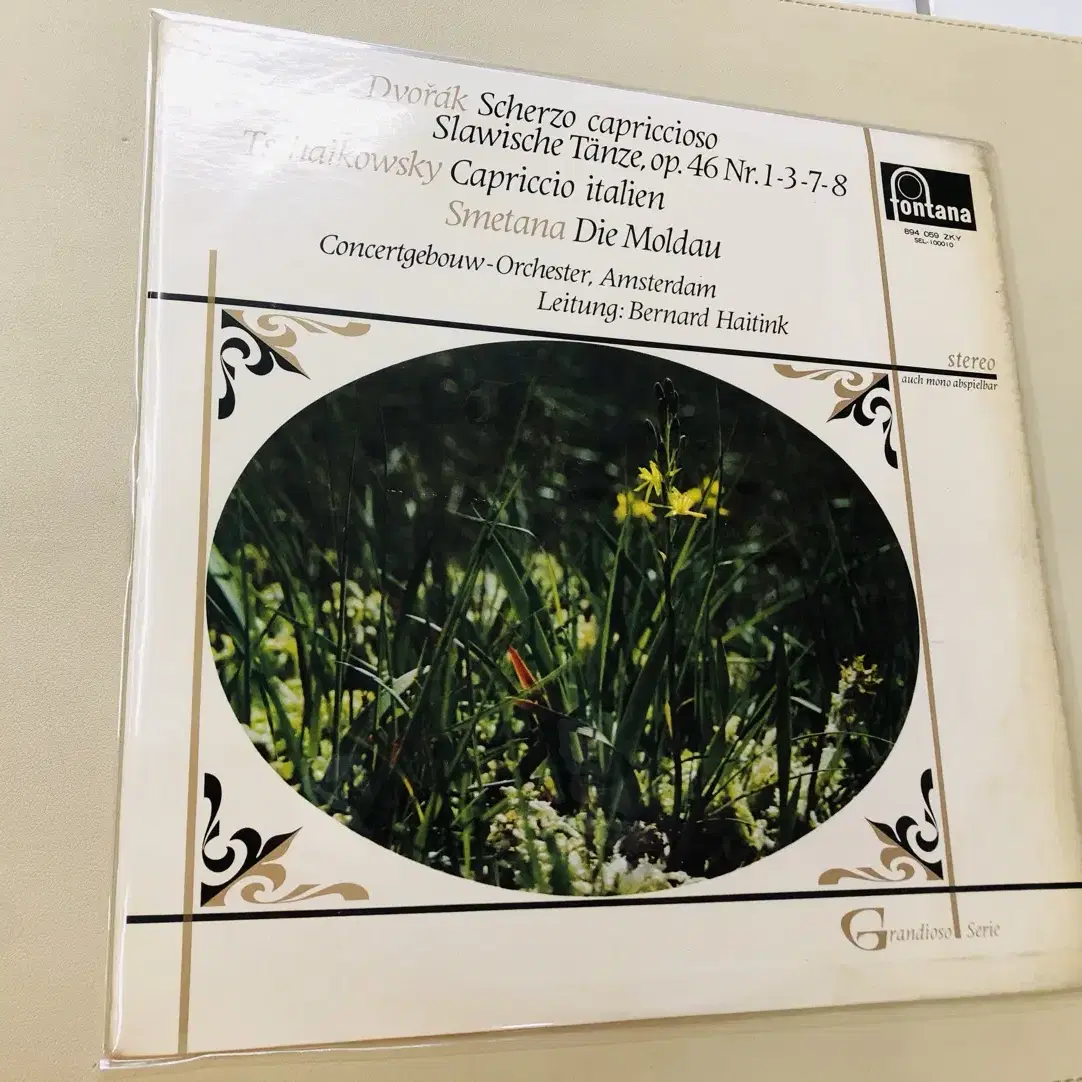 Dvořák Scherzo capriccioso
Slawische Tänze, op. 46 Nr. 1-3-7-8
Tschaikowsky Capriccio italien
Smetana Die Moldau
Concertgebouw-Orchester, Amsterdam
Leitung: Bernard Haitink
fontana
894 059 ZKY
SEL-100010
stereo
auch mono abspielbar
Grandioso Serie